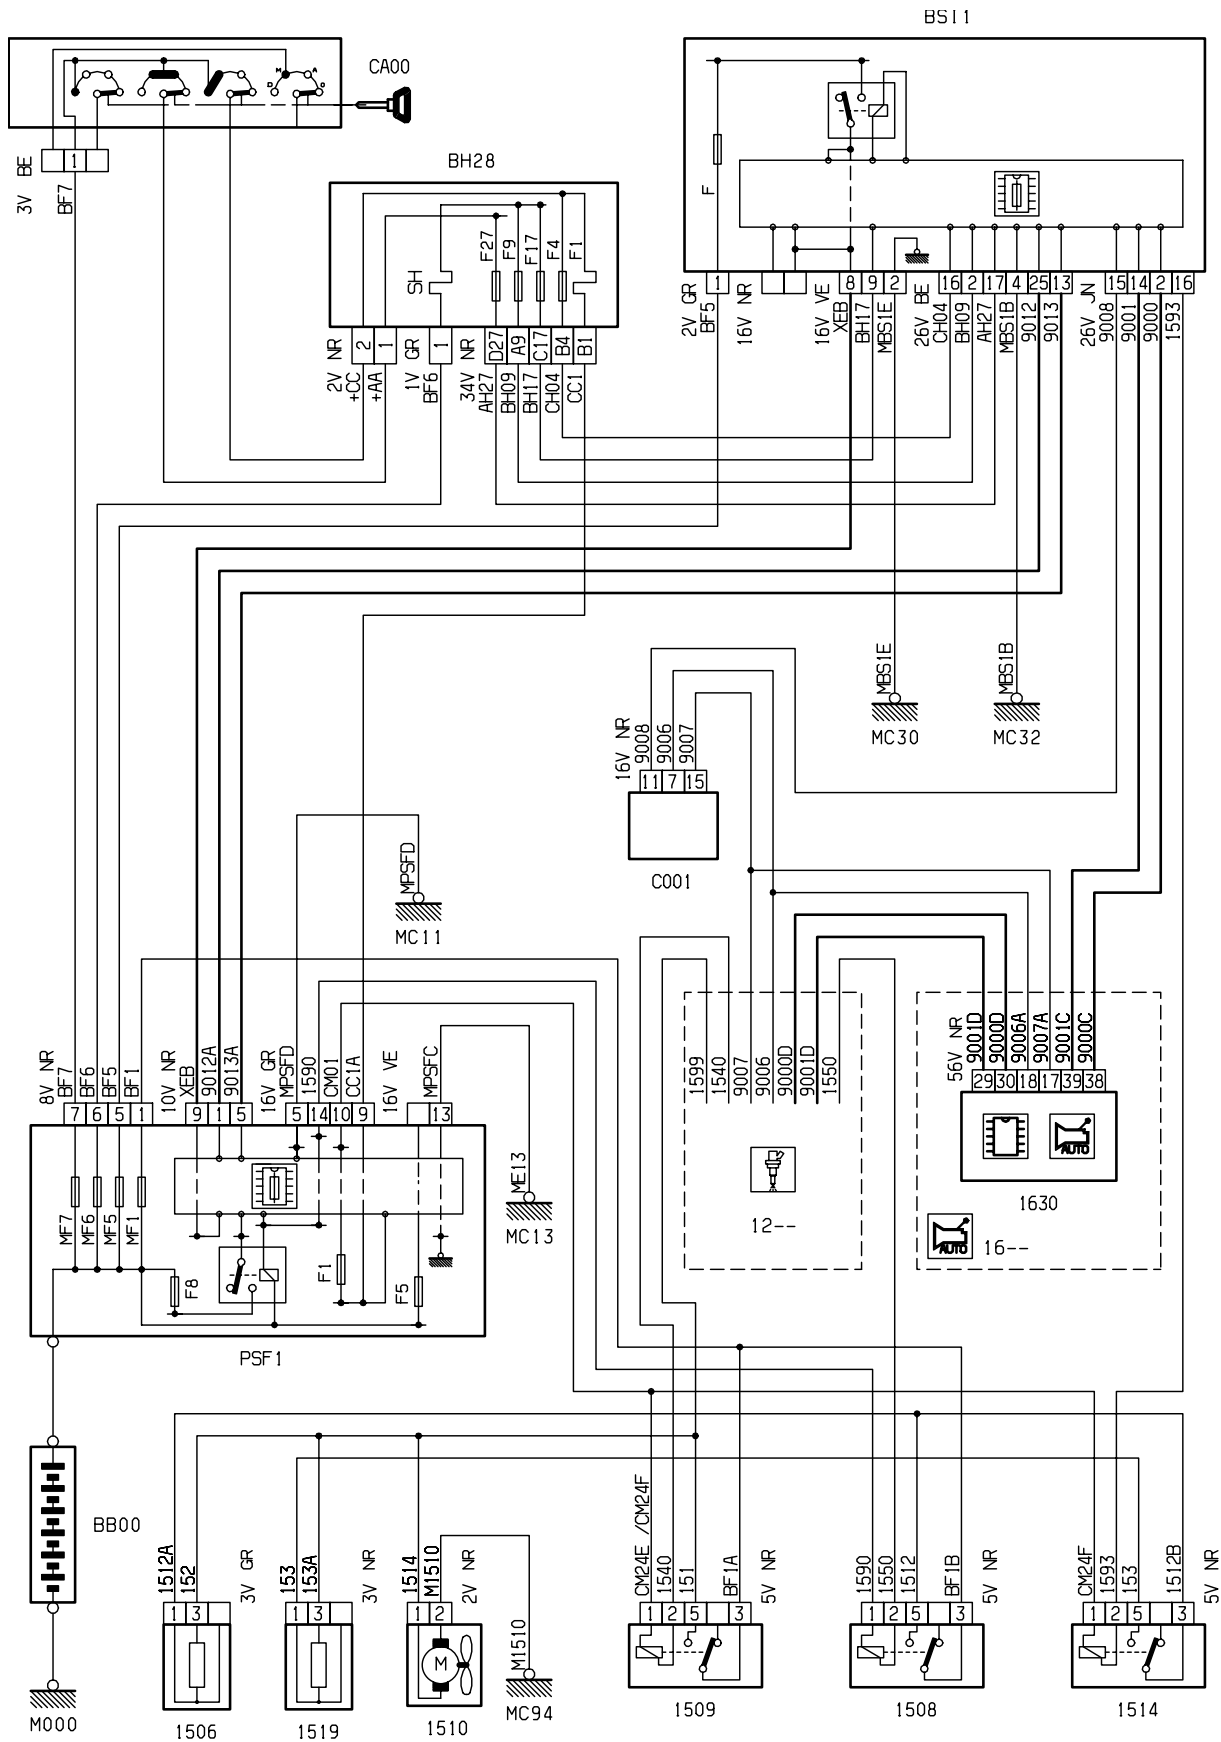 BSI1
CA00
M
A
D
O
3V BE
1
BF7
BH28
SH
F27
F9
F17
F4
F1
2V NR
2
1
+CC
+AA
1V GR
1
BF6
34V NR
D27
A9
C17
B4
B1
AH27
BH09
BH17
CH04
CC1
F
2V GR
1
BF5
16V NR
16V VE
8
9
2
XEB
BH17
MBS1E
26V BE
16
2
17
4
25
13
CH04
BH09
AH27
MBS1B
9012
9013
26V JN
15
14
2
16
9008
9001
9000
1593
MBS1E
MC30
MBS1B
MC32
16V NR
9008
9006
9007
11
7
15
C001
MPSFD
MC11
8V NR
BF7
BF6
BF5
BF1
7
6
5
1
10V NR
XEB
9012A
9013A
9
1
5
16V GR
MPSFD
1590
CM01
CC1A
5
14
10
9
16V VE
MPSFC
13
ME13
MC13
MF7
MF6
MF5
MF1
F8
F1
F5
PSF1
1599
1540
9007
9006
9000D
9001D
1550
12--
56V NR
9001D
9000D
9006A
9007A
9001C
9000C
29
30
18
17
39
38
AUTO
1630
AUTO
16--
BB00
M000
1512A
152
3V GR
1
3
1506
153
153A
3V NR
1
3
1519
1514
M1510
2V NR
1
2
M
1510
M1510
MC94
CM24E /CM24F
1540
151
BF1A
5V NR
1
2
5
3
1509
1590
1550
1512
BF1B
5V NR
1
2
5
3
1508
CM24F
1593
153
1512B
5V NR
1
2
5
3
1514